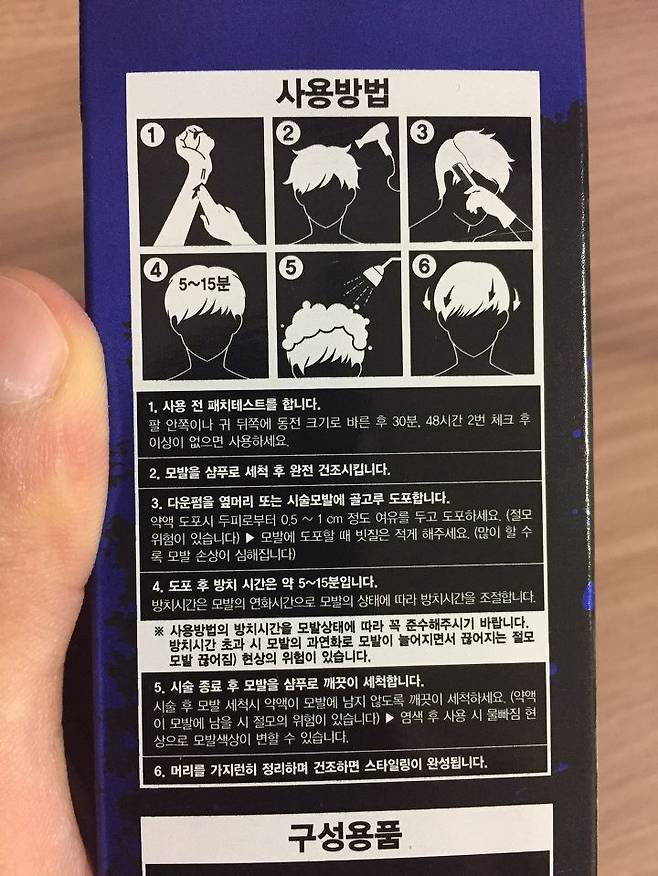 사용방법
1
2
3
4
5~15분
5
6
1. 사용 전 패치테스트를 합니다.
팔 안쪽이나 귀 뒤쪽에 동전 크기로 바른 후 30분, 48시간 2번 체크 후
이상이 없으면 사용하세요.
2. 모발을 샴푸로 세척 후 완전 건조시킵니다.
3. 다운펌을 옆머리 또는 시술모발에 골고루 도포합니다.
약액 도포시 두피로부터 0.5 ~ 1 cm 정도 여유를 두고 도포하세요. (절모
위험이 있습니다) ▶ 모발에 도포할 때 빗질은 적게 해주세요. (많이 할 수
록 모발 손상이 심해집니다)
4. 도포 후 방치 시간은 약 5~15분입니다.
방치시간은 모발의 연화시간으로 모발의 상태에 따라 방치시간을 조절합니다.
※ 사용방법의 방치시간을 모발상태에 따라 꼭 준수해주시기 바랍니다.
방치시간 초과 시 모발의 과연화로 모발이 늘어지면서 끊어지는 절모
모발 끊어짐) 현상의 위험이 있습니다.
5. 시술 종료 후 모발을 샴푸로 깨끗이 세척합니다.
시술 후 모발 세척시 약액이 모발에 남지 않도록 깨끗이 세척하세요. (약액
이 모발에 남을 시 절모의 위험이 있습니다) ▶ 염색 후 사용 시 물빠짐 현
상으로 모발색상이 변할 수 있습니다.
6. 머리를 가지런히 정리하며 건조하면 스타일링이 완성됩니다.
구성용품